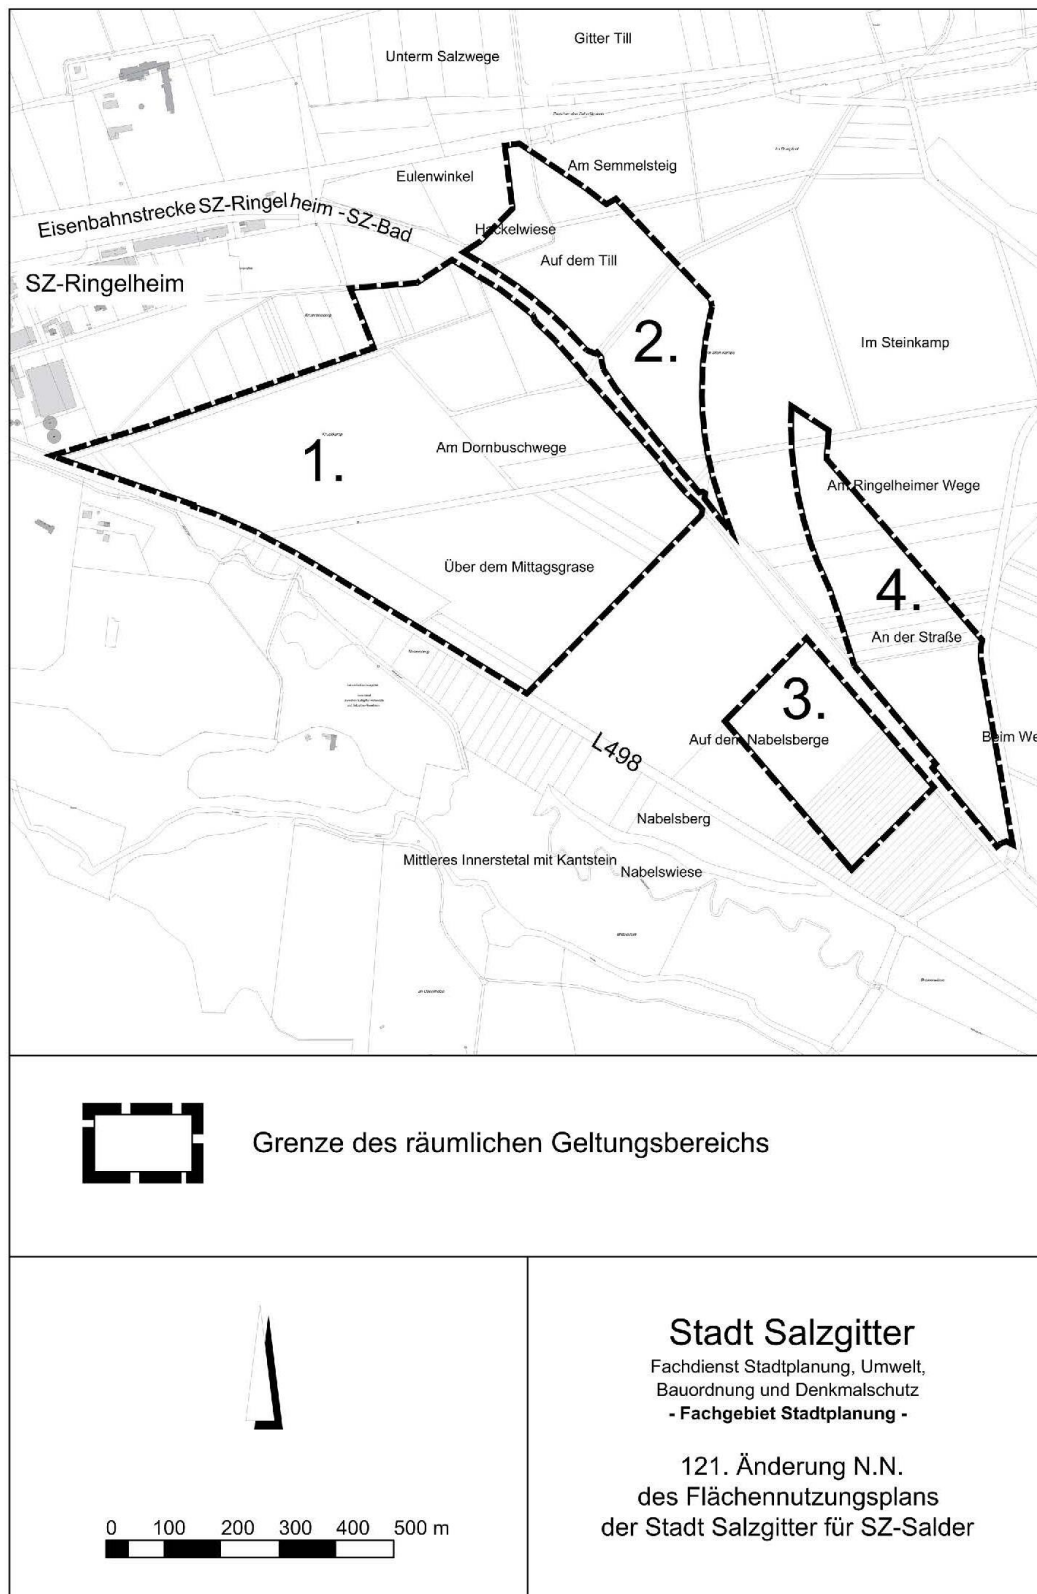 Gitter Till
Unterm Salzwege
Am Semmelsteig
Eulenwinkel
Eisenbahnstrecke SZ-Ringelheim - SZ-Bad
Hackelwiese
Auf dem Till
SZ-Ringelheim
2.
Im Steinkamp
1.
Am Dornbuschwege
Am Ringelheimer Wege
Über dem Mittagsgrase
4.
An der Straße
3.
Auf dem Nabelsberge
Beim We
L498
Nabelsberg
Mittleres Innerstetal mit Kantstein
Nabelswiese
Grenze des räumlichen Geltungsbereichs
0 100 200 300 400 500 m
Stadt Salzgitter
Fachdienst Stadtplanung, Umwelt,
Bauordnung und Denkmalschutz
- Fachgebiet Stadtplanung -
121. Änderung N.N.
des Flächennutzungsplans
der Stadt Salzgitter für SZ-Salder